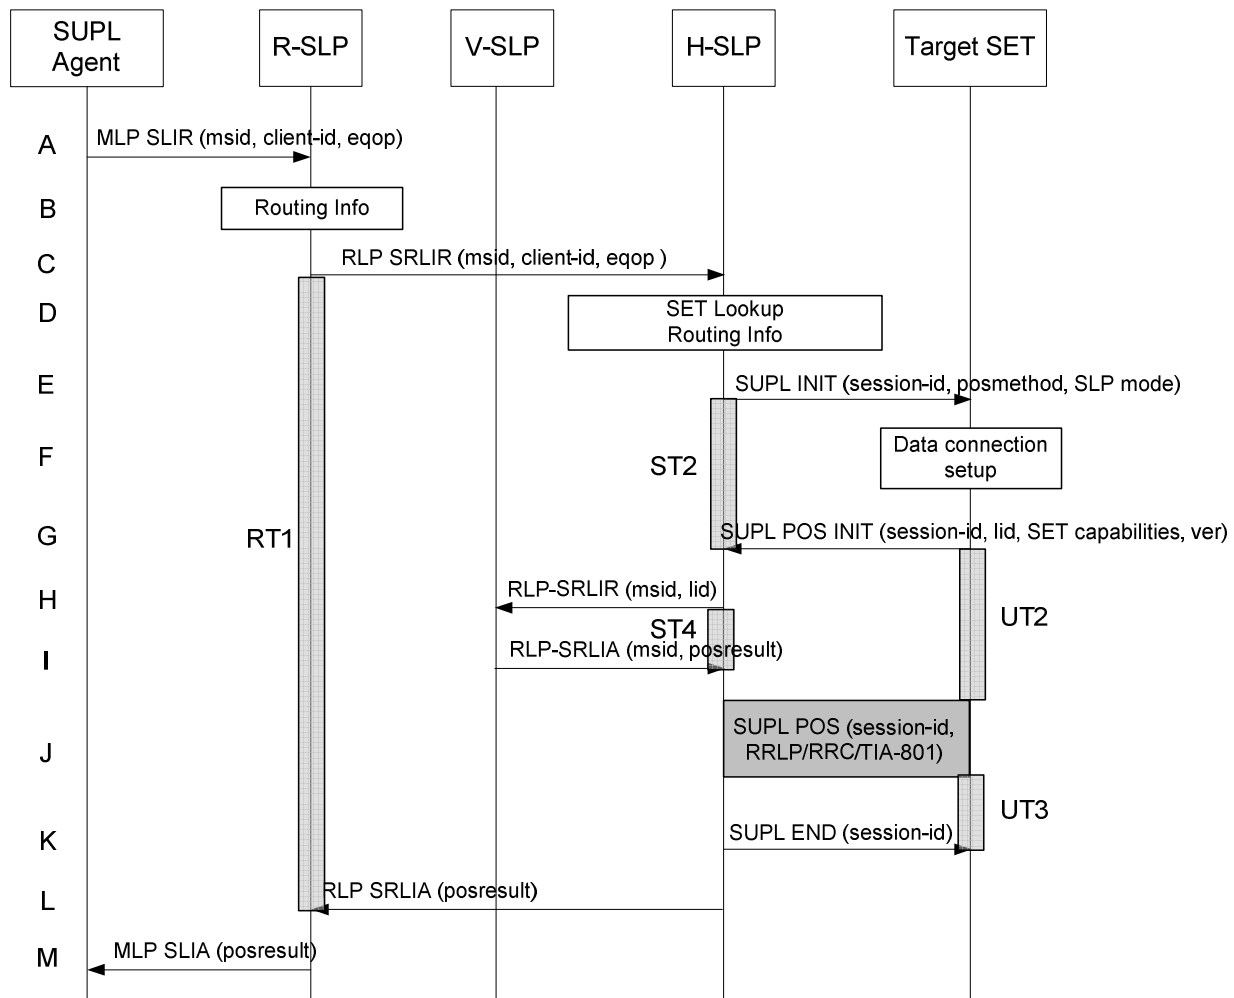 SUPL
Agent
R-SLP
V-SLP
H-SLP
Target SET
A
MLP SLIR (msid, client-id, eqop)
B
Routing Info
C
RLP SRLIR (msid, client-id, eqop )
D
SET Lookup
Routing Info
E
SUPL INIT (session-id, posmethod, SLP mode)
F
ST2
Data connection
setup
G
RT1
SUPL POS INIT (session-id, lid, SET capabilities, ver)
H
RLP-SRLIR (msid, lid)
ST4
UT2
I
RLP-SRLIA (msid, posresult)
J
SUPL POS (session-id,
RRLP/RRC/TIA-801)
UT3
K
SUPL END (session-id)
L
RLP SRLIA (posresult)
M
MLP SLIA (posresult)